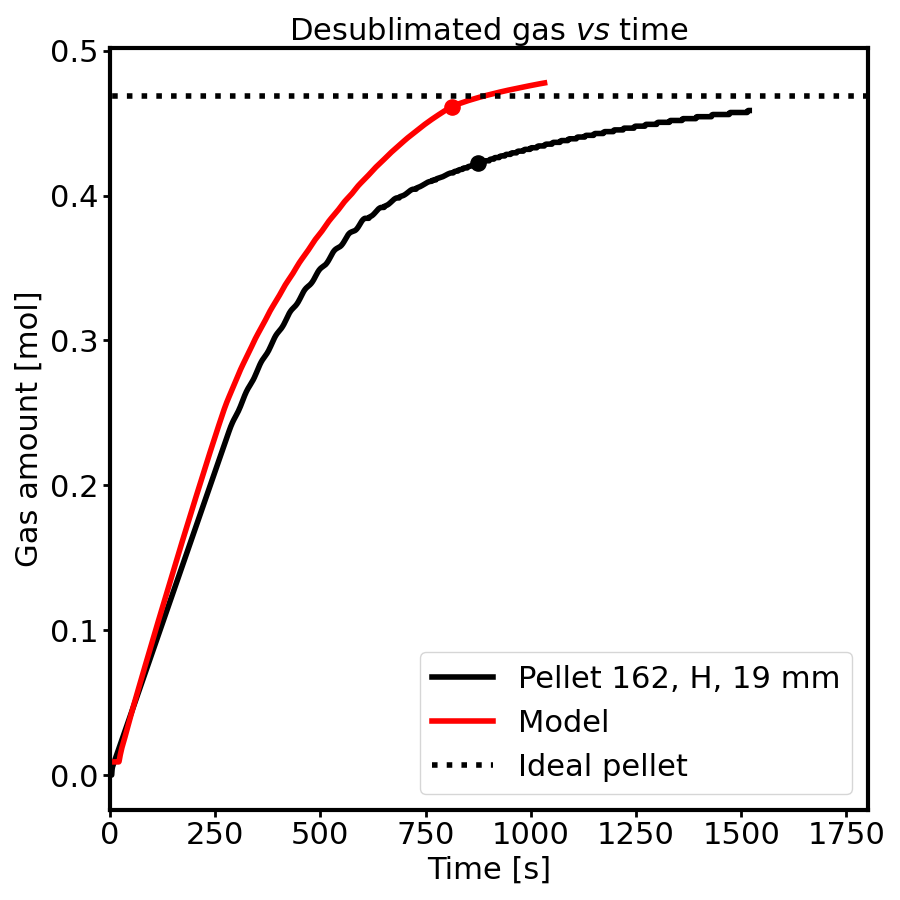 Desublimated gas vs time
0.5
0.4
0.3
0.2
0.1
0.0
Gas amount [mol]
Pellet 162, H, 19 mm
Model
Ideal pellet
0 250 500 750 1000 1250 1500 1750
Time [s]